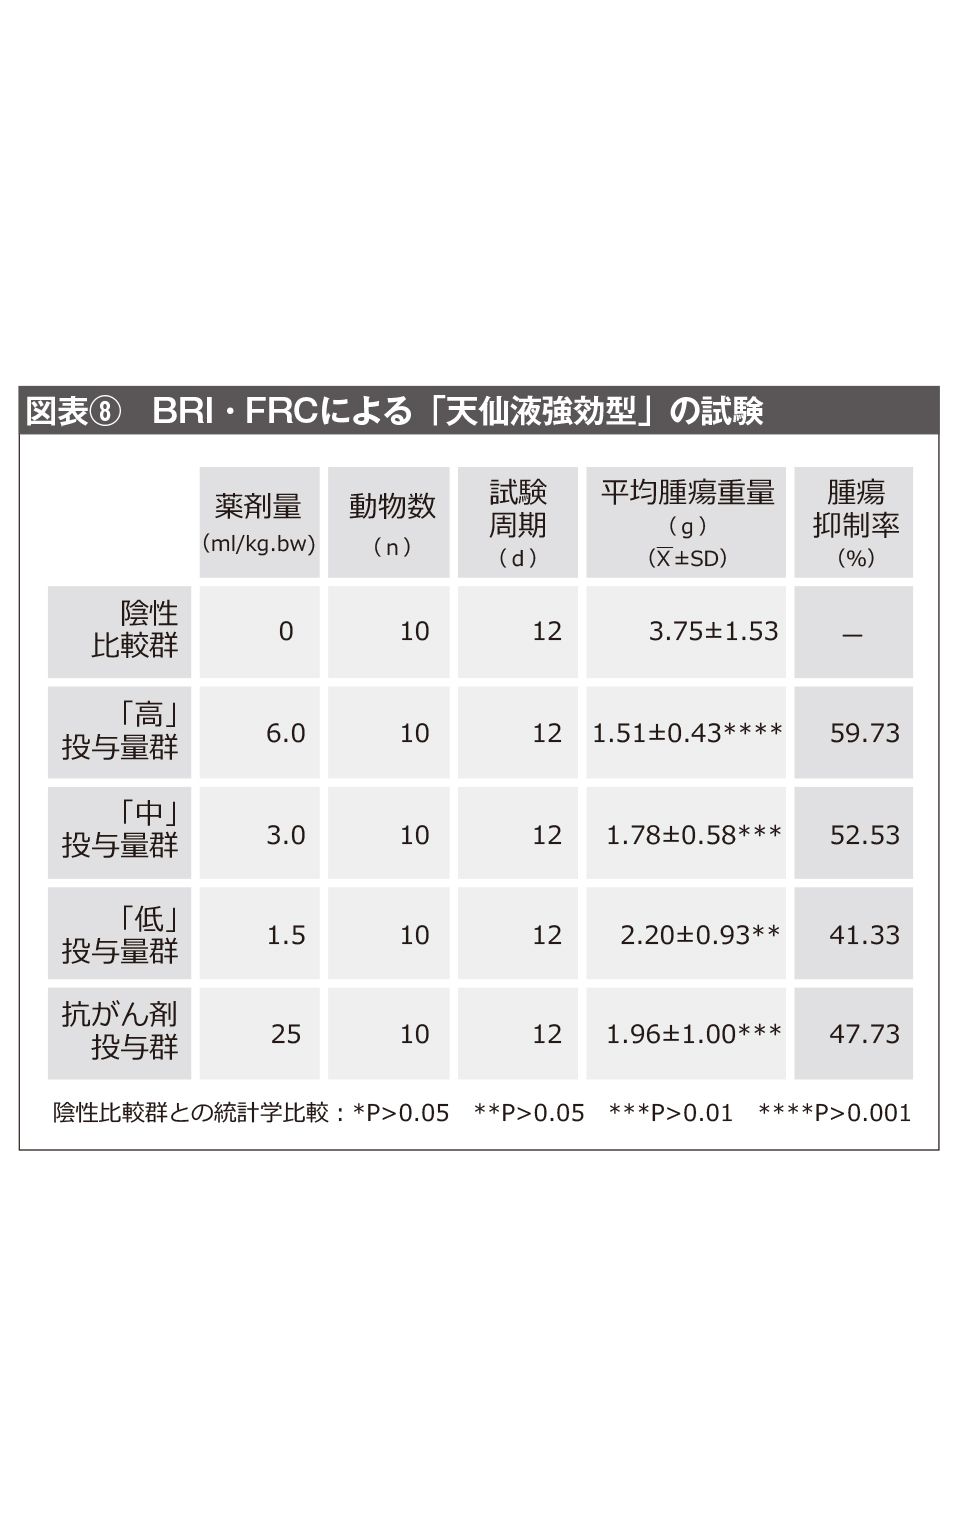 図表⑧　BRI・FRCによる「天仙液強効型」の試験
薬剤量
（ml/kg.bw）
動物数
（n）
試験
周期
（d）
平均腫瘍重量
（g）
（X̅±SD）
腫瘍
抑制率
（%）
陰性
比較群
0
10
12
3.75±1.53
—
「高」
投与量群
6.0
10
12
1.51±0.43****
59.73
「中」
投与量群
3.0
10
12
1.78±0.58***
52.53
「低」
投与量群
1.5
10
12
2.20±0.93**
41.33
抗がん剤
投与群
25
10
12
1.96±1.00***
47.73
陰性比較群との統計学比較：*P>0.05　**P>0.05　***P>0.01　****P>0.001